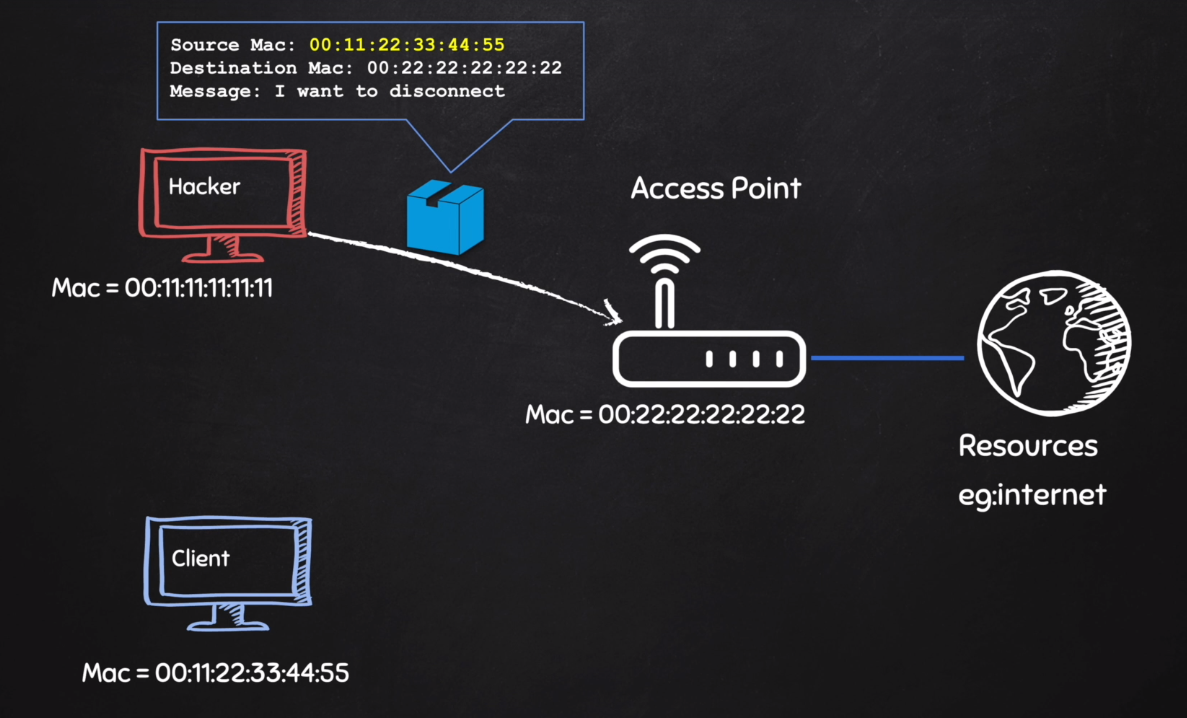 Source Mac: 00:11:22:33:44:55
Destination Mac: 00:22:22:22:22:22
Message: I want to disconnect
Hacker
Mac = 00:11:11:11:11:11
Access Point
Mac = 00:22:22:22:22:22
Resources
eg:internet
Client
Mac = 00:11:22:33:44:55